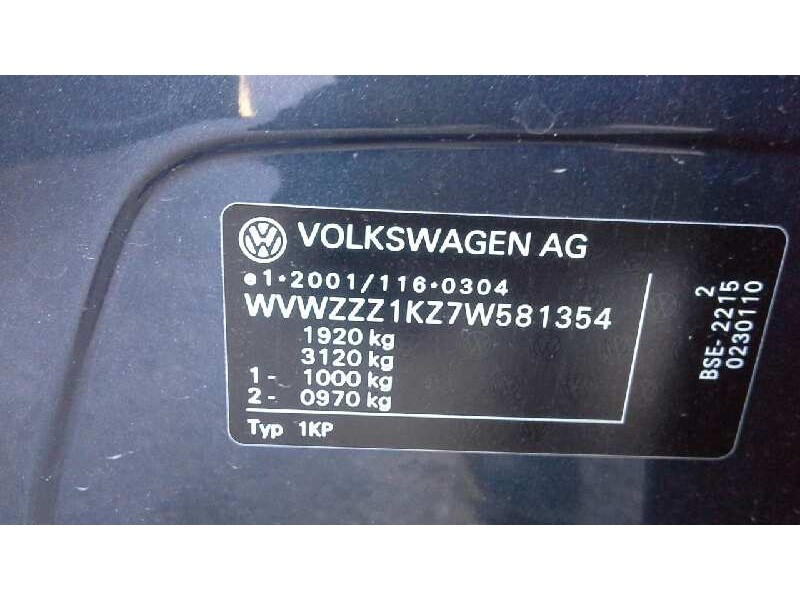 VOLKSWAGEN AG
e1*2001/116*0304
WVWZZZ1KZ7W581354
1920 kg
3120 kg
1- 1000 kg
2- 0970 kg
Typ 1KP
2
BSE-2215
0230110